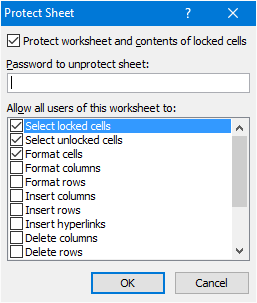 Protect Sheet
Protect worksheet and contents of locked cells
Password to unprotect sheet:
Allow all users of this worksheet to:
Select locked cells
Select unlocked cells
Format cells
Format columns
Format rows
Insert columns
Insert rows
Insert hyperlinks
Delete columns
Delete rows
OK Cancel